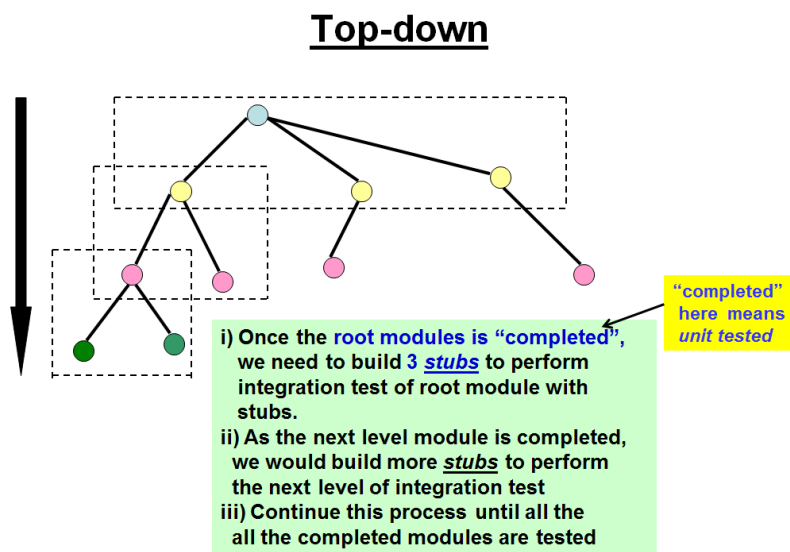 Top-down
"completed"
here means
unit tested
i) Once the root modules is "completed",
we need to build 3 stubs to perform
integration test of root module with
stubs.
ii) As the next level module is completed,
we would build more stubs to perform
the next level of integration test
iii) Continue this process until all the
all the completed modules are tested